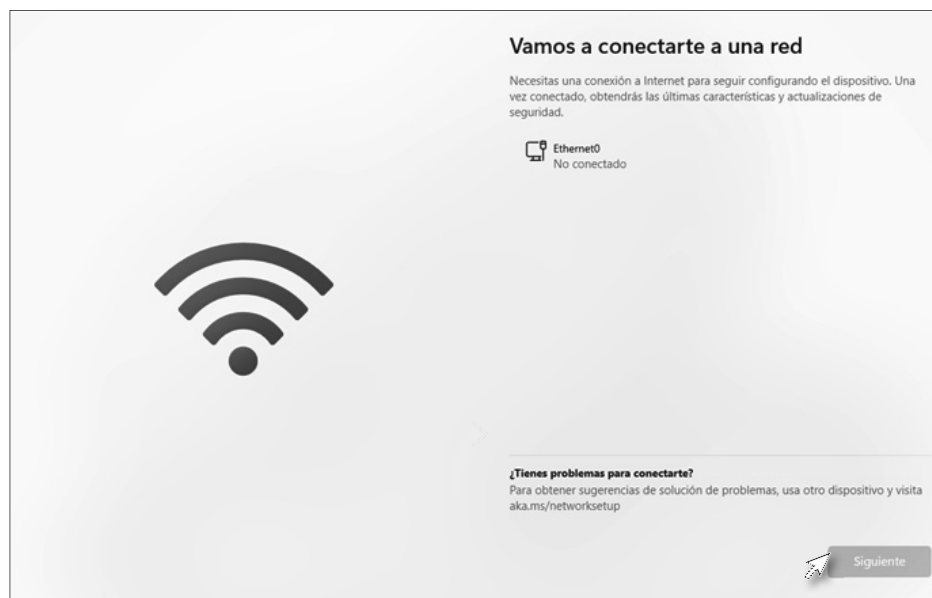 Vamos a conectarte a una red
Necesitas una conexión a Internet para seguir configurando el dispositivo. Una
vez conectado, obtendrás las últimas características y actualizaciones de
seguridad.
Ethernet0
No conectado
¿Tienes problemas para conectarte?
Para obtener sugerencias de solución de problemas, usa otro dispositivo y visita
aka.ms/networksetup
Siguiente